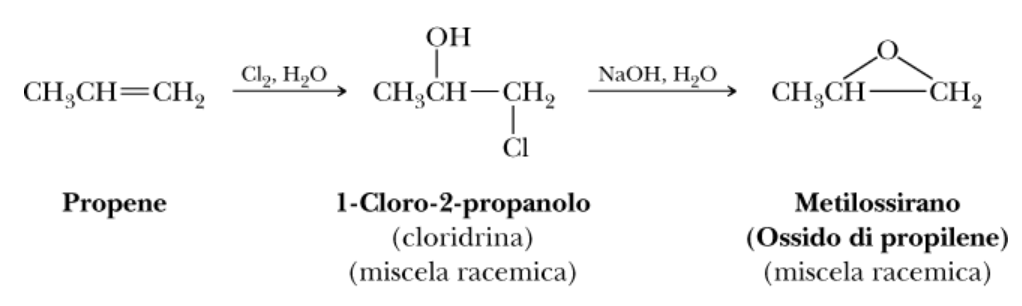 OH
CH₃CH=CH₂ Cl₂, H₂O CH₃CH—CH₂ NaOH, H₂O CH₃CH—CH₂
O
Cl
Propene 1-Cloro-2-propanolo Metilossirano
(cloridrina) (Ossido di propilene)
(miscela racemica) (miscela racemica)